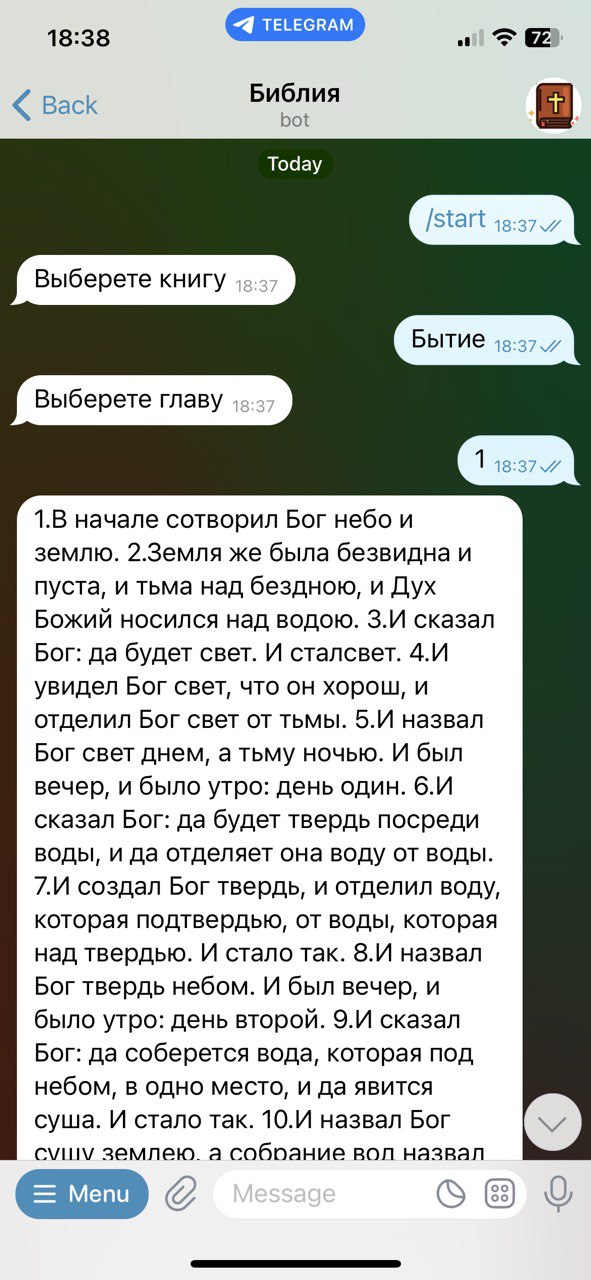 18:38
TELEGRAM
72
Back
Библия
bot
Today
/start 18:37
Выберете книгу 18:37
Бытие 18:37
Выберете главу 18:37
1 18:37
1.В начале сотворил Бог небо и
землю. 2.Земля же была безвидна и
пуста, и тьма над бездною, и Дух
Божий носился над водою. 3.И сказал
Бог: да будет свет. И сталсвет. 4.И
увидел Бог свет, что он хорош, и
отделил Бог свет от тьмы. 5.И назвал
Бог свет днем, а тьму ночью. И был
вечер, и было утро: день один. 6.И
сказал Бог: да будет твердь посреди
воды, и да отделяет она воду от воды.
7.И создал Бог твердь, и отделил воду,
которая подтвердью, от воды, которая
над твердью. И стало так. 8.И назвал
Бог твердь небом. И был вечер, и
было утро: день второй. 9.И сказал
Бог: да соберется вода, которая под
небом, в одно место, и да явится
суша. И стало так. 10.И назвал Бог
сушу землею, а собрание вод назвал
Menu
Message